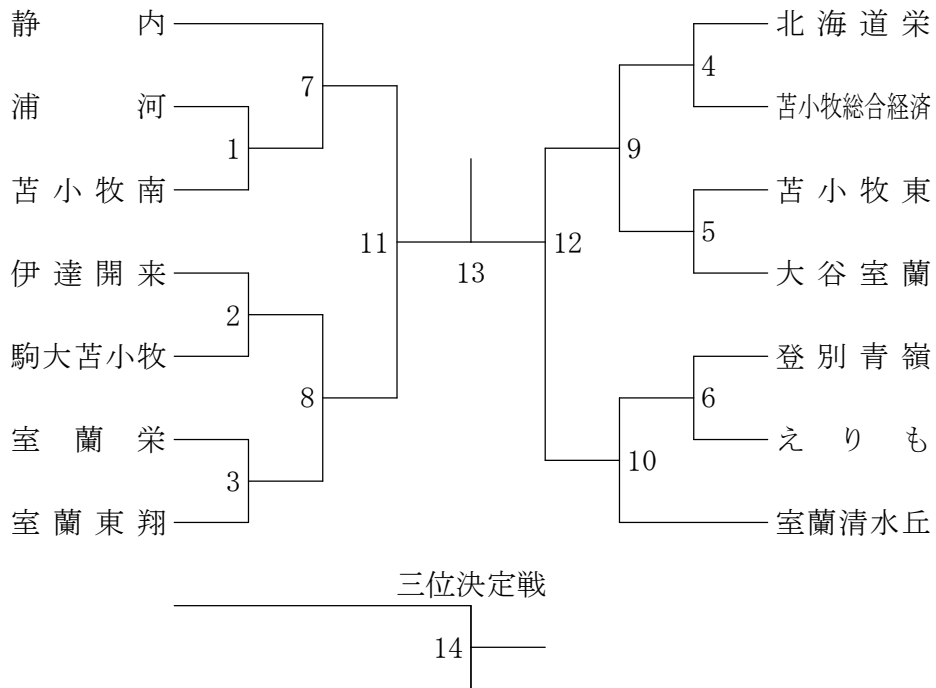 静内
北海道栄
7
4
浦河
苫小牧総合経済
1
9
苫小牧南
苫小牧東
11
12
5
13
伊達開来
大谷室蘭
2
駒大苫小牧
登別青嶺
8
6
室蘭栄
えりも
3
10
室蘭東翔
室蘭清水丘
三位決定戦
14